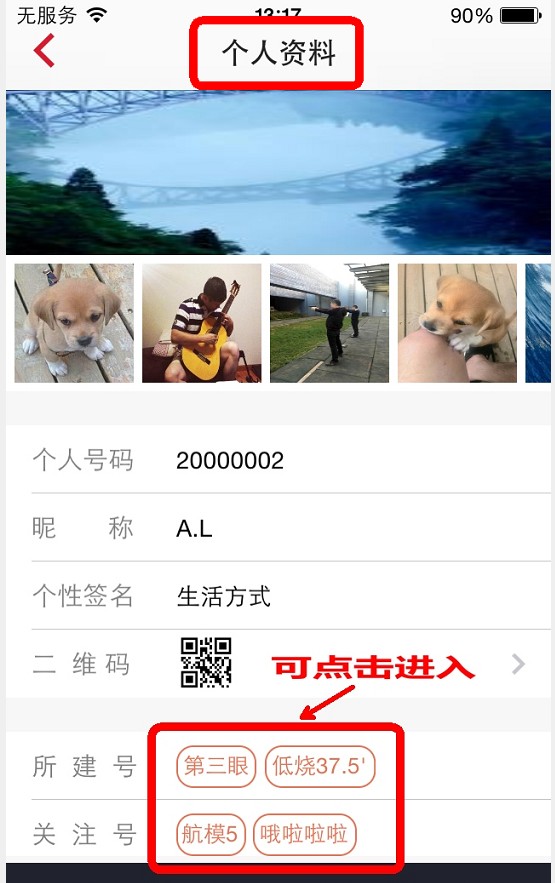 无服务 13:17 90%
个人资料
个人号码 20000002
昵 称 A.L
个性签名 生活方式
二 维 码
可点击进入
所 建 号 第三眼 低烧37.5'
关 注 号 航模5 哦啦啦啦